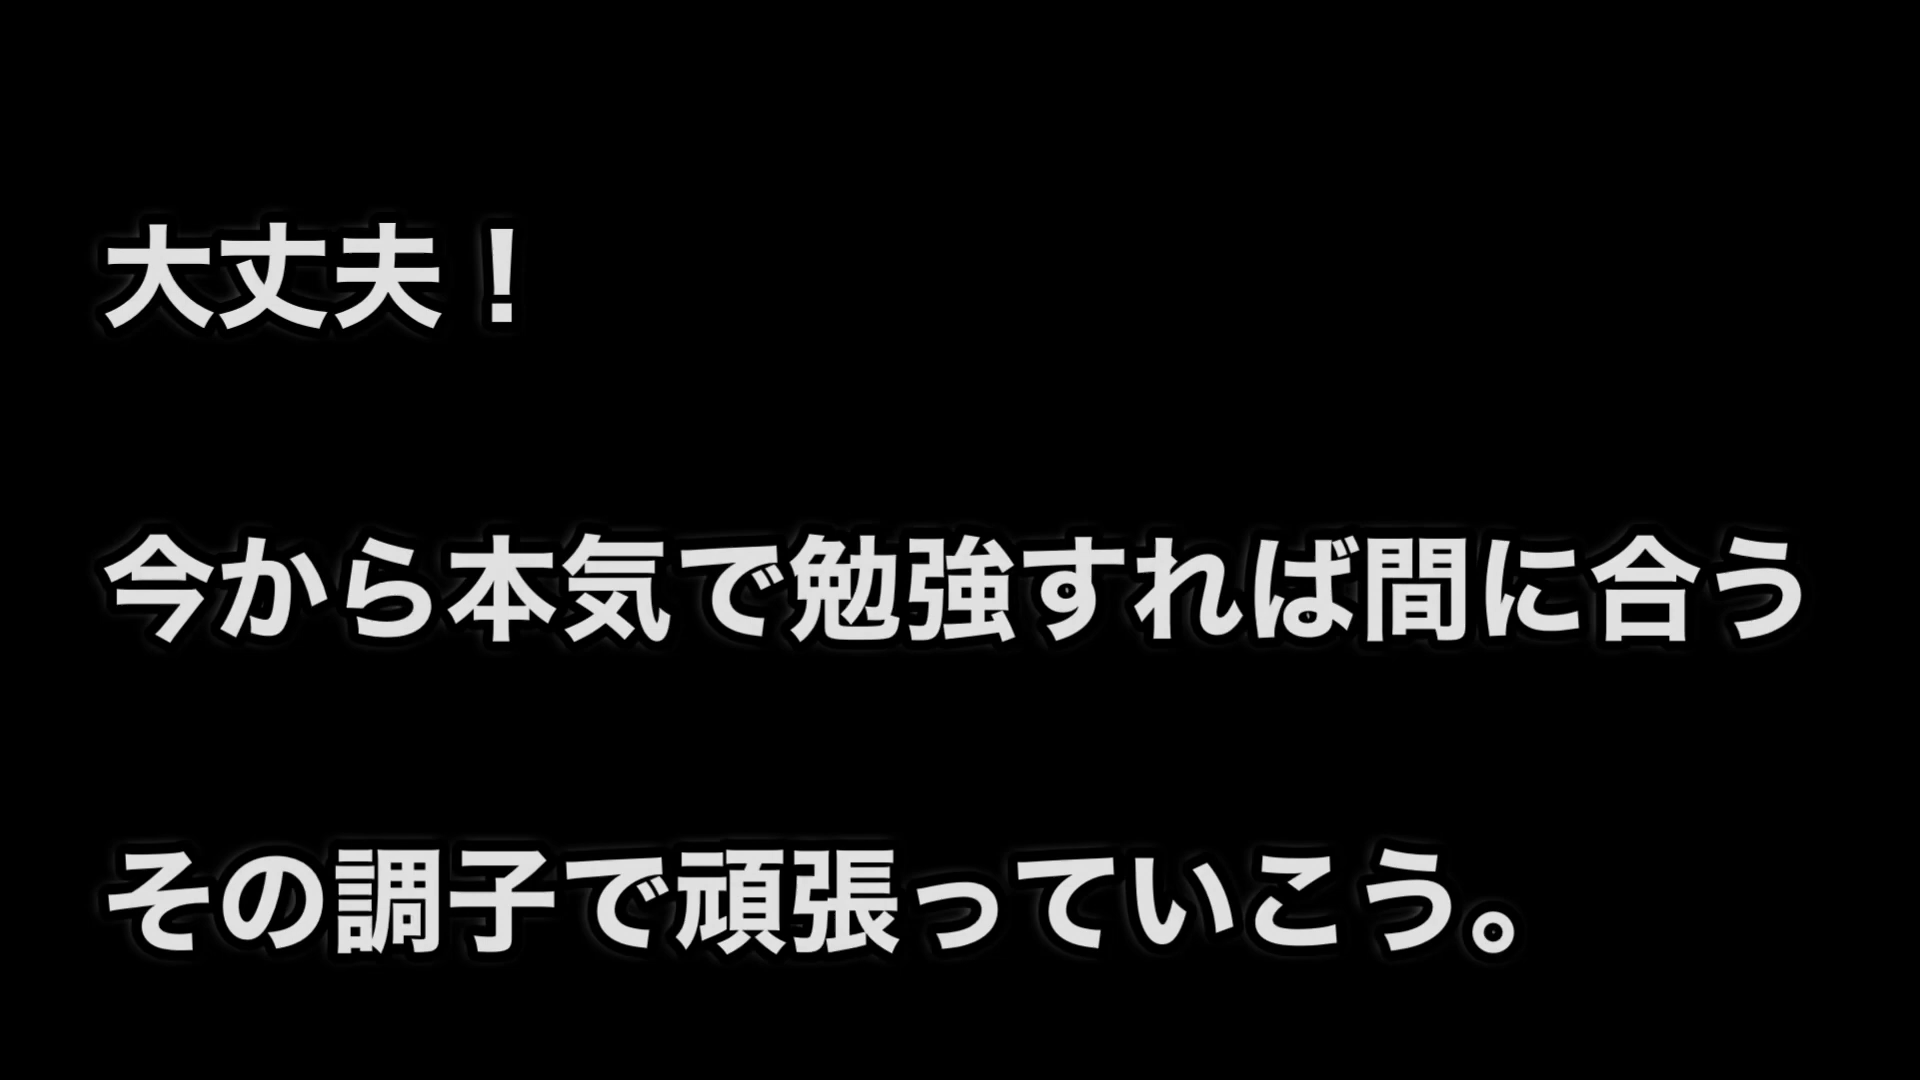 大丈夫！
今から本気で勉強すれば間に合う
その調子で頑張っていこう。